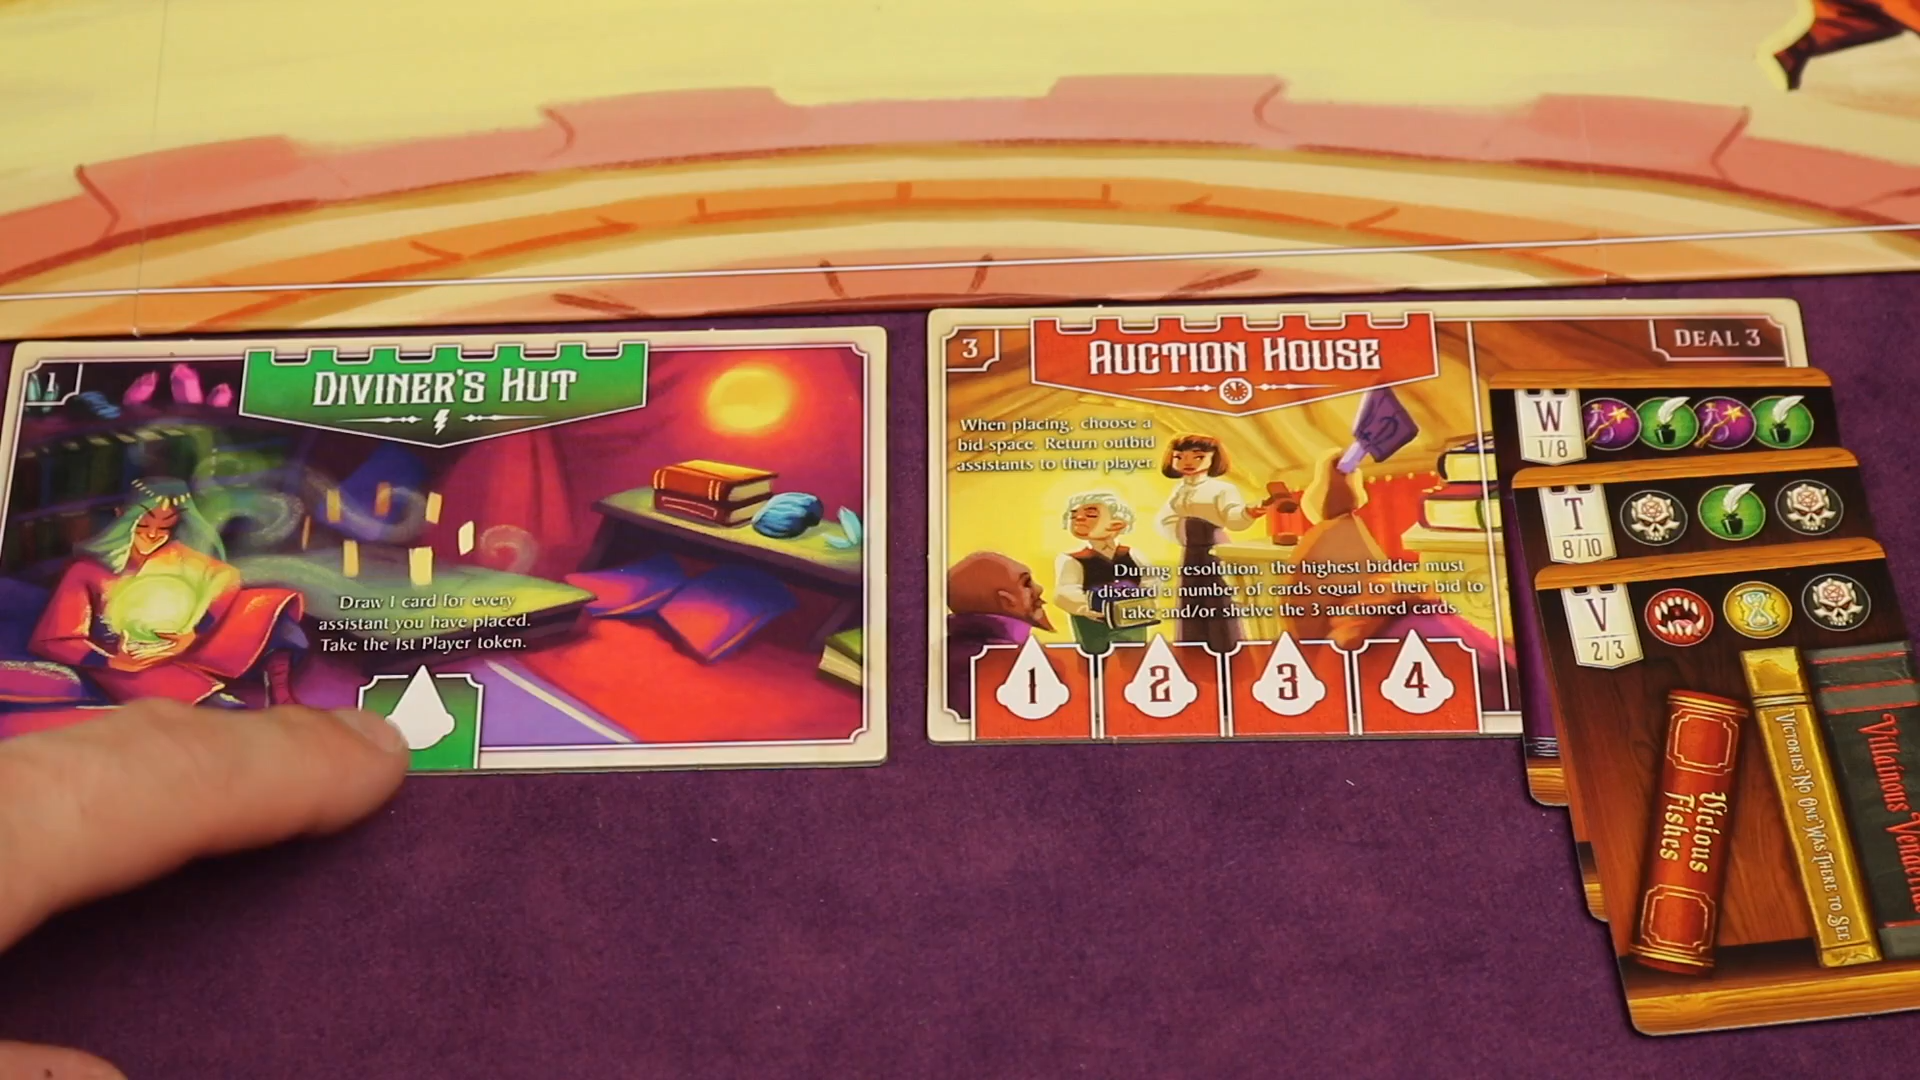 1
DIVINER'S HUT
Draw 1 card for every
assistant you have placed.
Take the 1st Player token.
3
AUCTION HOUSE
DEAL 3
When placing, choose a
bid space. Return outbid
assistants to their player.
During resolution, the highest bidder must
discard a number of cards equal to their bid to
take and/or shelve the 3 auctioned cards.
1
2
3
4
W
1/8
T
8/10
V
2/3
Vicious
Fishes
VICTORIES NO ONE WAS THERE TO SEE
Villainous